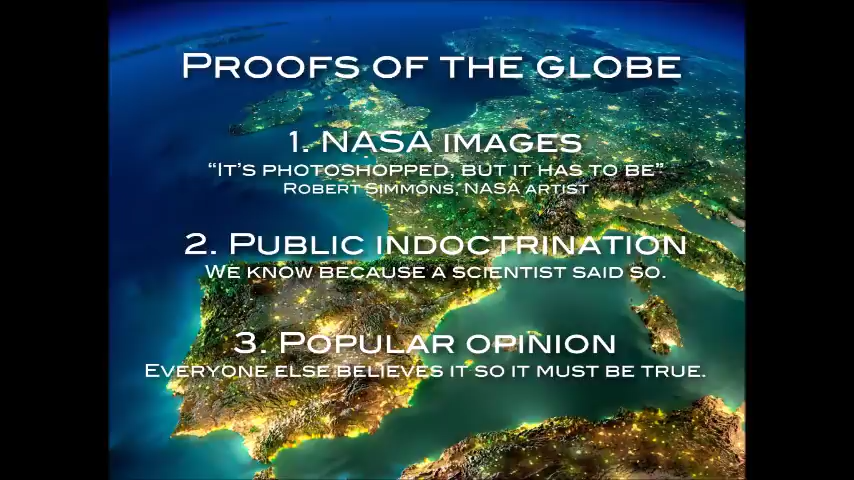 Proofs of the globe
1. NASA images
“It’s photoshopped, but it has to be”
Robert Simmons, NASA artist
2. Public indoctrination
We know because a scientist said so.
3. Popular opinion
Everyone else believes it so it must be true.